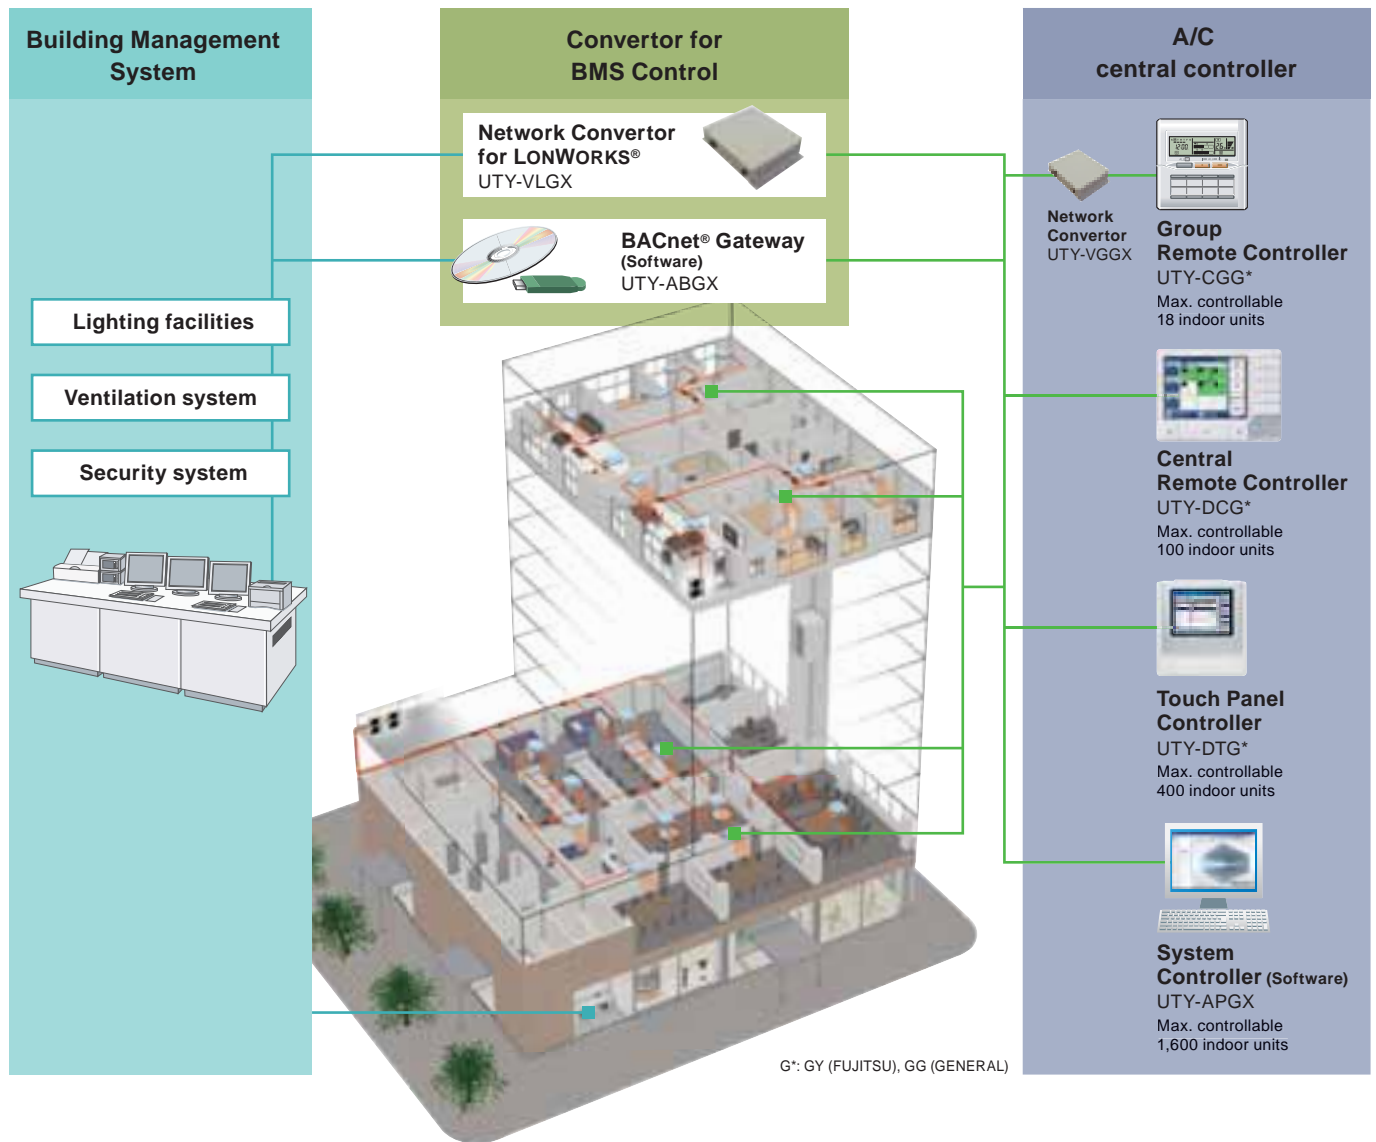 Building Management
System
Lighting facilities
Ventilation system
Security system
Convertor for
BMS Control
Network Convertor
for LONWORKS®
UTY-VLGX
BACnet® Gateway
(Software)
UTY-ABGX
A/C
central controller
Network
Convertor
UTY-VGGX
Group
Remote Controller
UTY-CGG*
Max. controllable
18 indoor units
Central
Remote Controller
UTY-DCG*
Max. controllable
100 indoor units
Touch Panel
Controller
UTY-DTG*
Max. controllable
400 indoor units
System
Controller (Software)
UTY-APGX
Max. controllable
1,600 indoor units
G*: GY (FUJITSU), GG (GENERAL)